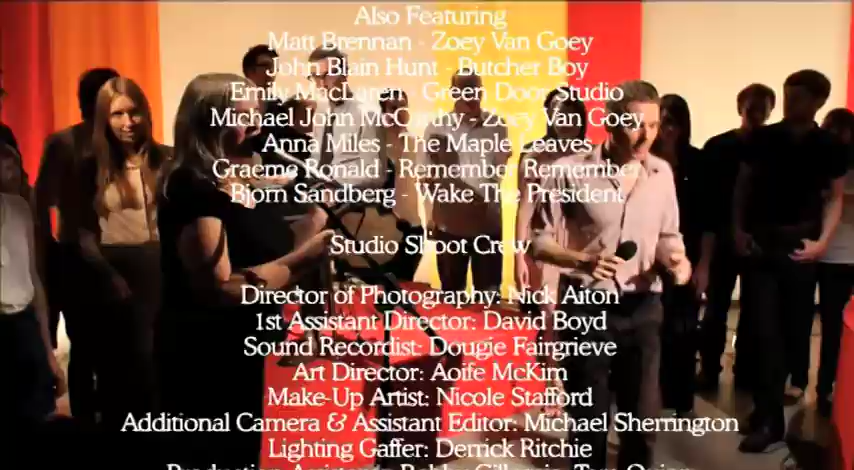 Also Featuring
Matt Brennan - Zoey Van Goey
John Blain Hunt - Butcher Boy
Emily MacLaren - Green Door Studio
Michael John McCarthy - Zoey Van Goey
Anna Miles - The Maple Leaves
Graeme Ronald - Remember Remember
Bjorn Sandberg - Wake The President
Studio Shoot Crew
Director of Photography: Nick Aiton
1st Assistant Director: David Boyd
Sound Recordist: Dougie Fairgrieve
Art Director: Aoife McKim
Make-Up Artist: Nicole Stafford
Additional Camera & Assistant Editor: Michael Sherrington
Lighting Gaffer: Derrick Ritchie